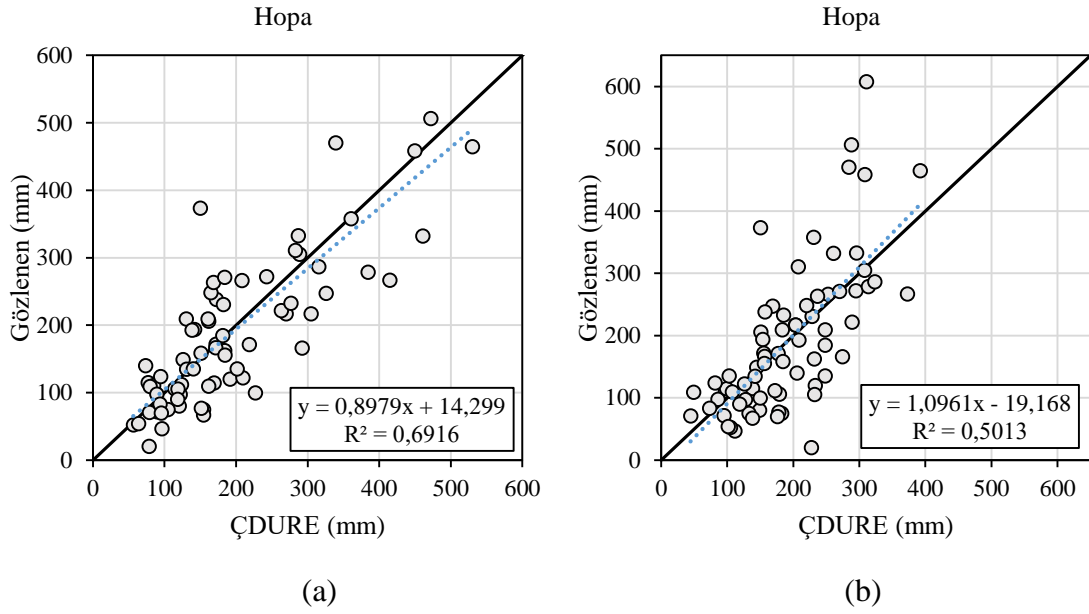 Hopa
600
500
400
300
200
100
0
Gözlenen (mm)
y = 0,8979x + 14,299
R² = 0,6916
0 100 200 300 400 500 600
ÇDURE (mm)
(a)
Hopa
600
500
400
300
200
100
0
Gözlenen (mm)
y = 1,0961x - 19,168
R² = 0,5013
0 100 200 300 400 500 600
ÇDURE (mm)
(b)